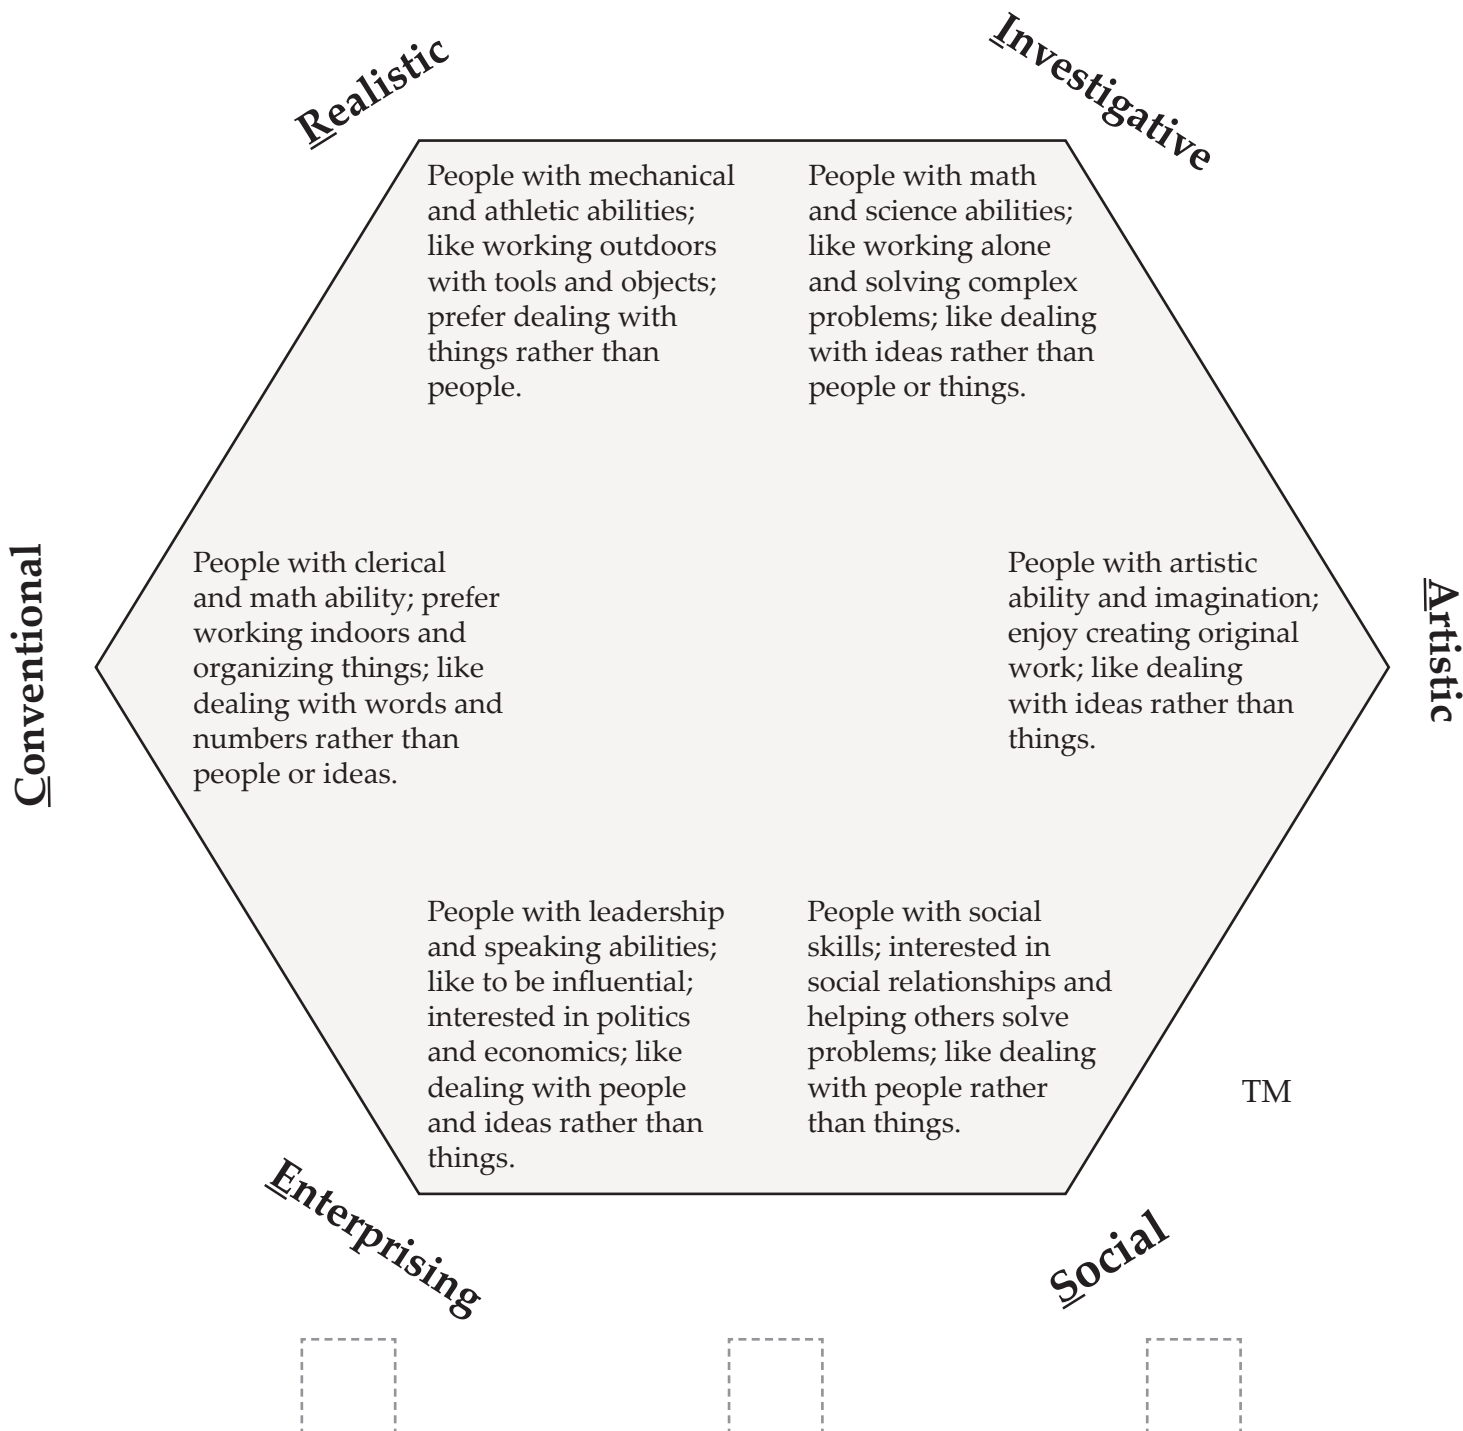 Realistic
Investigative
People with mechanical
and athletic abilities;
like working outdoors
with tools and objects;
prefer dealing with
things rather than
people.
People with math
and science abilities;
like working alone
and solving complex
problems; like dealing
with ideas rather than
people or things.
Conventional
People with clerical
and math ability; prefer
working indoors and
organizing things; like
dealing with words and
numbers rather than
people or ideas.
People with artistic
ability and imagination;
enjoy creating original
work; like dealing
with ideas rather than
things.
Artistic
People with leadership
and speaking abilities;
like to be influential;
interested in politics
and economics; like
dealing with people
and ideas rather than
things.
People with social
skills; interested in
social relationships and
helping others solve
problems; like dealing
with people rather
than things.
TM
Enterprising
Social